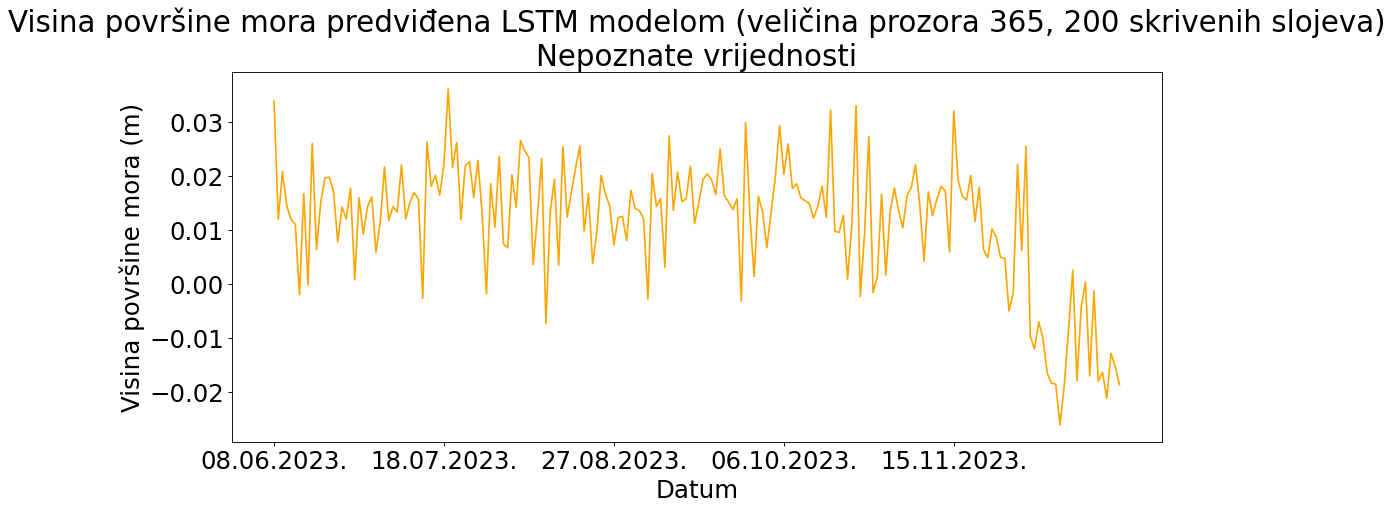 Visina površine mora predviđena LSTM modelom (veličina prozora 365, 200 skrivenih slojeva)
Nepoznate vrijednosti
Visina površine mora (m)
0.03
0.02
0.01
0.00
−0.01
−0.02
08.06.2023. 18.07.2023. 27.08.2023. 06.10.2023. 15.11.2023.
Datum